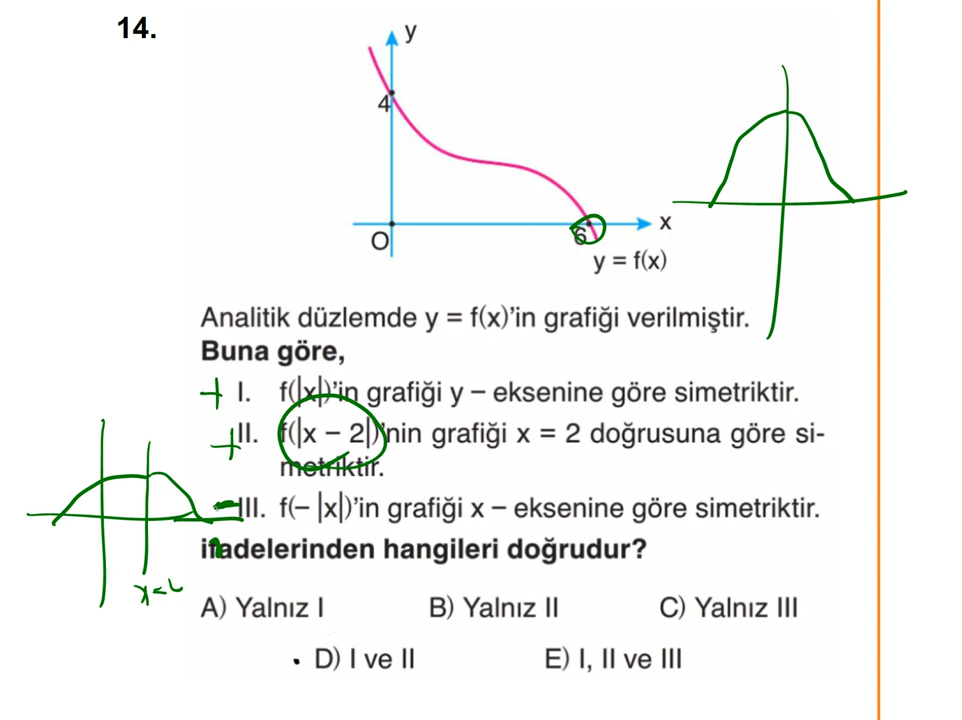 14.
y
4
O
6
x
y = f(x)
Analitik düzlemde y = f(x)'in grafiği verilmiştir.
Buna göre,
+ I. f(|x|)'in grafiği y – eksenine göre simetriktir.
+ II. f(|x – 2|)'nin grafiği x = 2 doğrusuna göre si-
metriktir.
– III. f(– |x|)'in grafiği x – eksenine göre simetriktir.
ifadelerinden hangileri doğrudur?
A) Yalnız I B) Yalnız II C) Yalnız III
D) I ve II E) I, II ve III